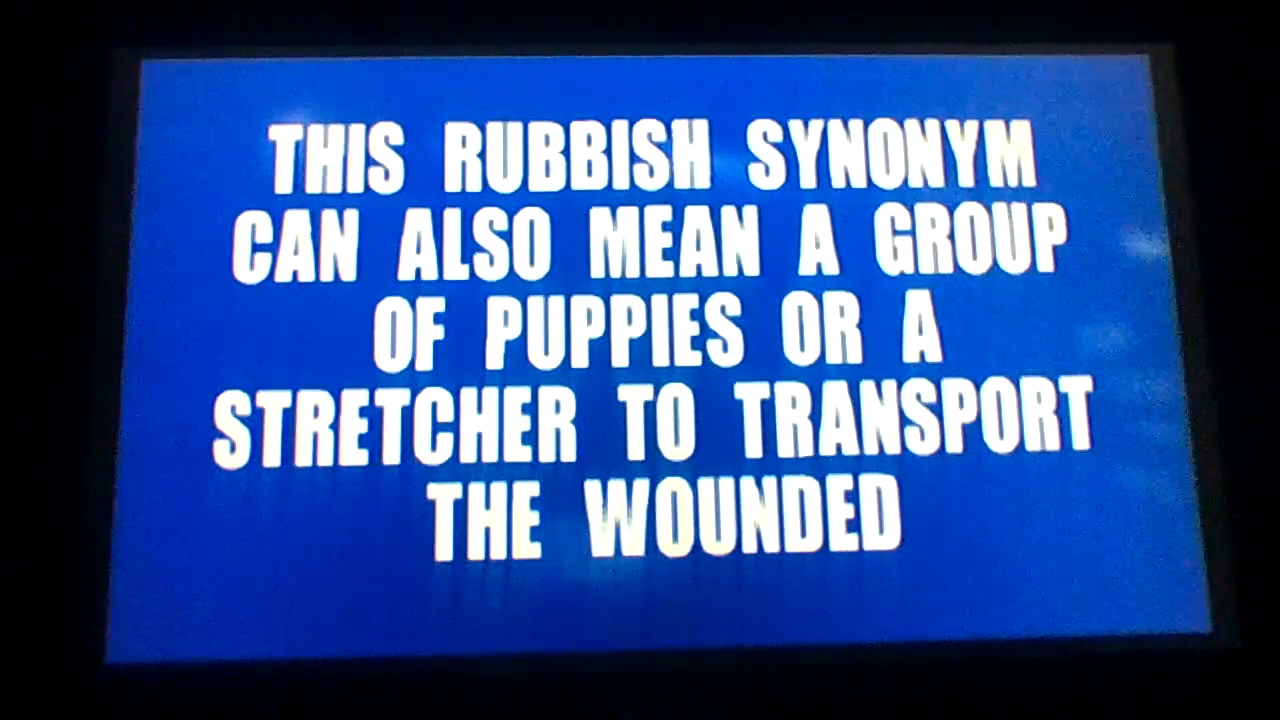 THIS RUBBISH SYNONYM
CAN ALSO MEAN A GROUP
OF PUPPIES OR A
STRETCHER TO TRANSPORT
THE WOUNDED